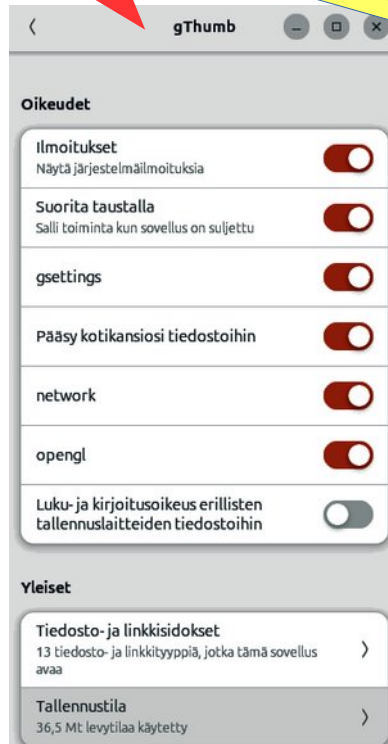 gThumb
Oikeudet
Ilmoitukset
Näytä järjestelmäilmoituksia
Suorita taustalla
Salli toiminta kun sovellus on suljettu
gsettings
Pääsy kotikansiosi tiedostoihin
network
opengl
Luku- ja kirjoitusoikeus erillisten
tallennuslaitteiden tiedostoihin
Yleiset
Tiedosto- ja linkkisidokset
13 tiedosto- ja linkkityyppiä, jotka tämä sovellus
avaa
Tallennustila
36,5 Mt levytilaa käytetty